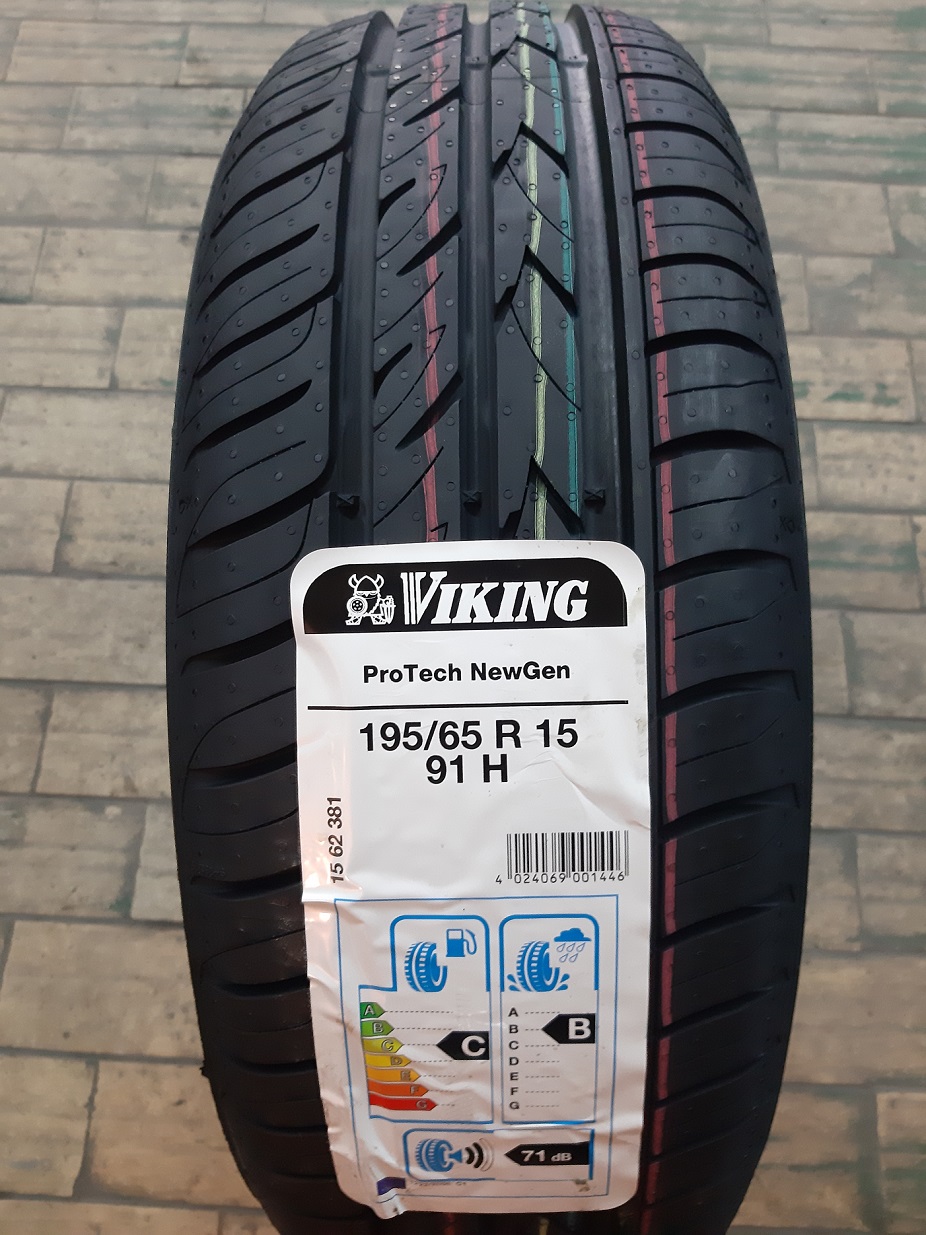 VIKING
ProTech NewGen
195/65 R 15
91 H
15 62 381
4 024069 001446
A
B
C
D
E
F
G
C
A
B
C
D
E
F
G
B
71 dB